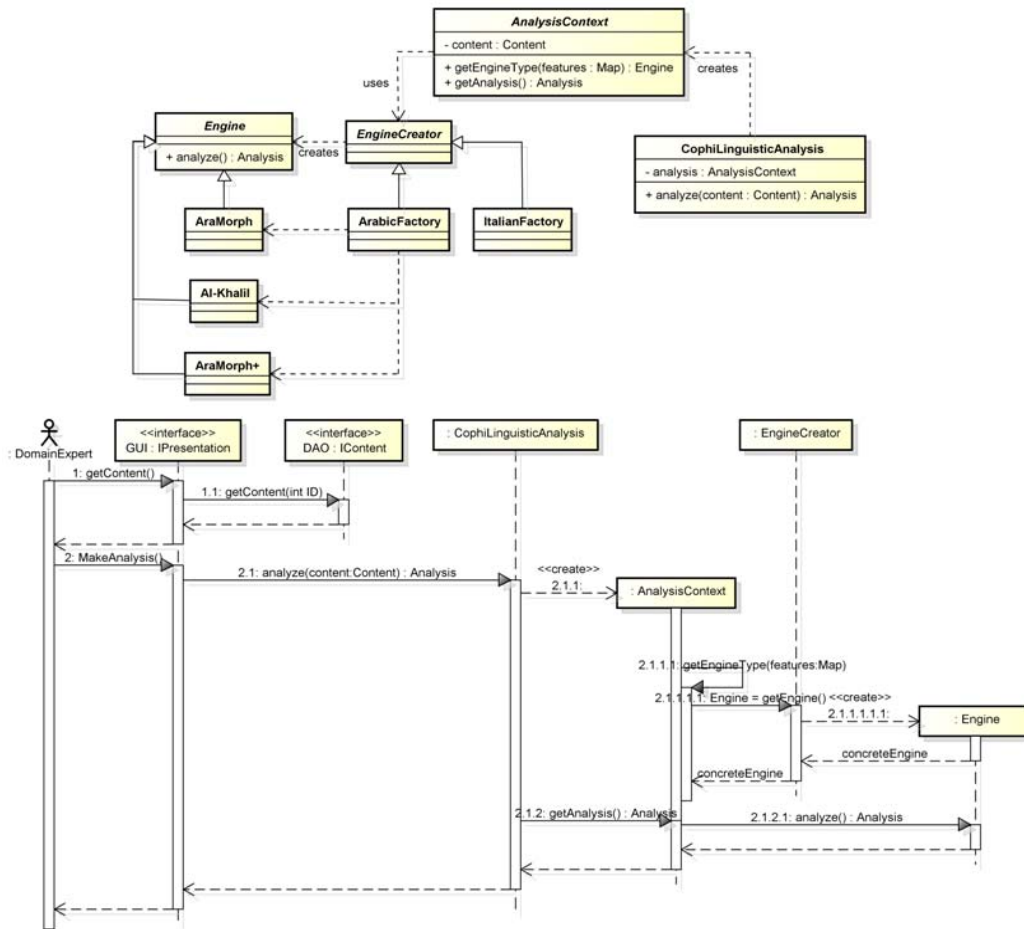 AnalysisContext
- content : Content
+ getEngineType(features : Map) : Engine
+ getAnalysis() : Analysis
uses
creates
Engine
+ analyze() : Analysis
creates
EngineCreator
CophiLinguisticAnalysis
- analysis : AnalysisContext
+ analyze(content : Content) : Analysis
AraMorph
ArabicFactory
ItalianFactory
Al-Khalil
AraMorph+
: DomainExpert
<<interface>>
GUI : IPresentation
<<interface>>
DAO : IContent
: CophiLinguisticAnalysis
: EngineCreator
1: getContent()
1.1: getContent(int ID)
2: MakeAnalysis()
2.1: analyze(content:Content) : Analysis
<<create>>
2.1.1:
: AnalysisContext
2.1.1.1: getEngineType(features:Map)
2.1.1.1.1: Engine = getEngine()
<<create>>
2.1.1.1.1.1:
: Engine
concreteEngine
concreteEngine
2.1.2: getAnalysis() : Analysis
2.1.2.1: analyze() : Analysis